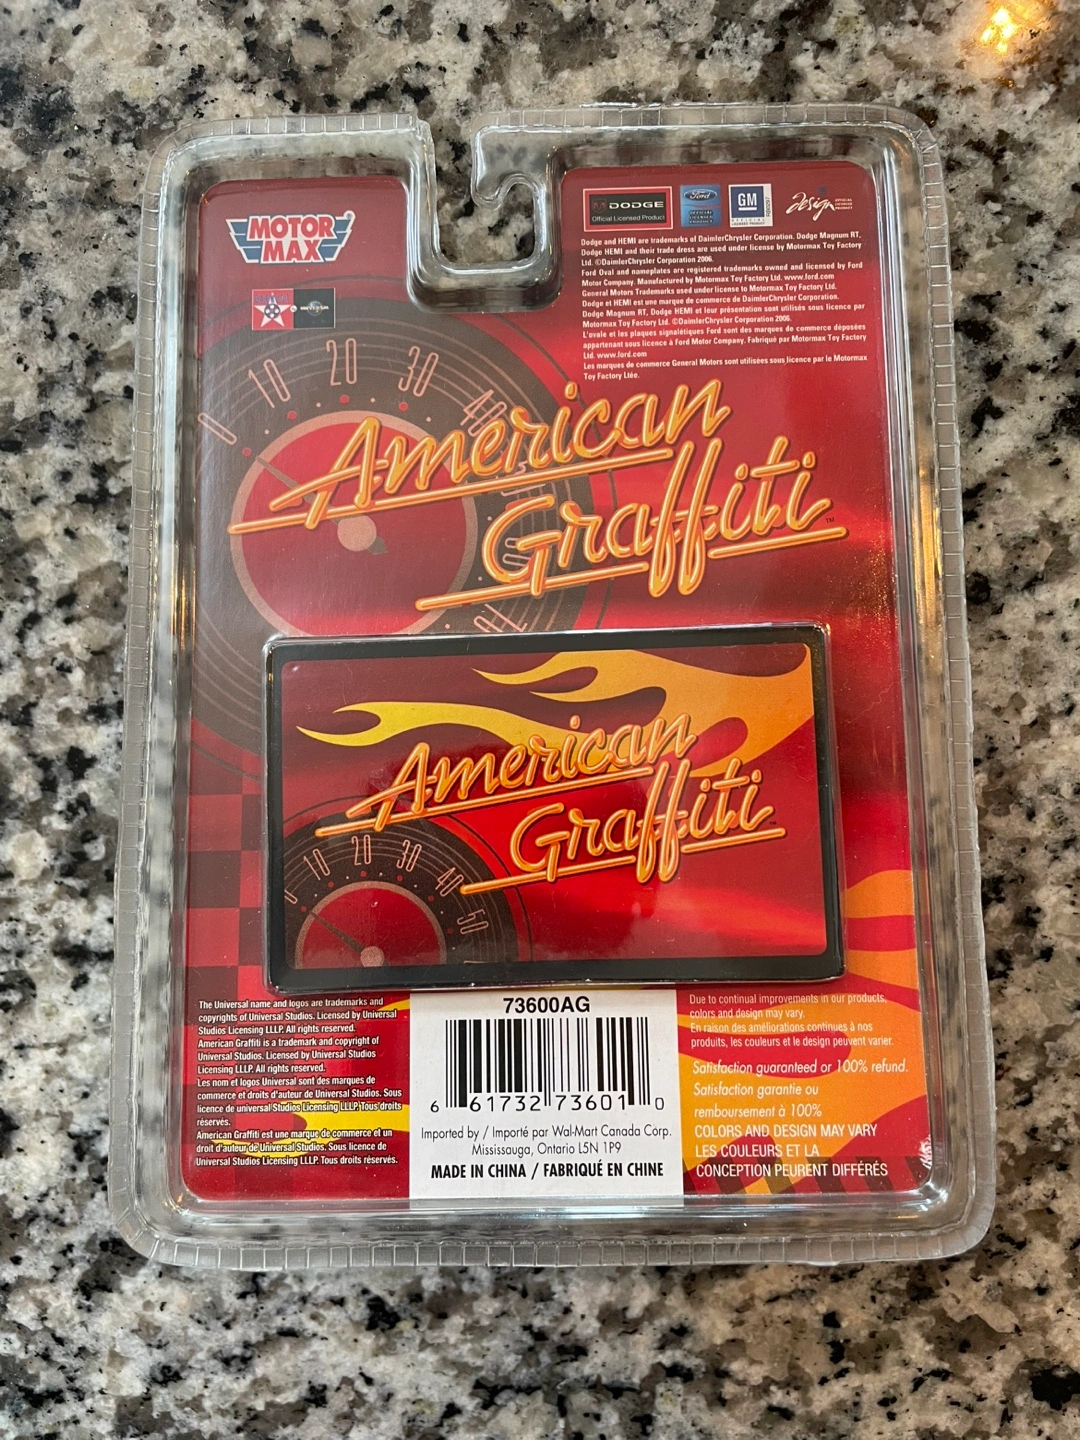 MOTOR
MAX
DODGE
Official Licensed Product
Ford
GM
design
Dodge and HEMI are trademarks of DaimlerChrysler Corporation. Dodge Magnum RT,
Dodge HEMI and their trade dress are used under license by Motormax Toy Factory
Ltd. ©DaimlerChrysler Corporation 2006.
Ford Oval and nameplates are registered trademarks owned and licensed by Ford
Motor Company. Manufactured by Motormax Toy Factory Ltd. www.ford.com
General Motors Trademarks used under license to Motormax Toy Factory Ltd.
Dodge et HEMI est une marque de commerce de DaimlerChrysler Corporation.
Dodge Magnum RT, Dodge HEMI et leur présentation sont utilisés sous licence par
Motormax Toy Factory Ltd. ©DaimlerChrysler Corporation 2006.
L'ovale et les plaques signalétiques Ford sont des marques de commerce déposées
appartenant sous licence à Ford Motor Company. Fabriqué par Motormax Toy Factory
Ltd. www.ford.com
Les marques de commerce General Motors sont utilisées sous licence par le Motormax
Toy Factory Ltée.
0 10 20 30 40
70
American
Graffiti™
American
Graffiti
10 20 30 40 50
The Universal name and logos are trademarks and
copyrights of Universal Studios. Licensed by Universal
Studios Licensing LLLP. All rights reserved.
American Graffiti is a trademark and copyright of
Universal Studios. Licensed by Universal Studios
Licensing LLLP. All rights reserved.
Les nom et logos Universal sont des marques de
commerce et droits d'auteur de Universal Studios. Sous
licence de universal Studios Licensing LLLP. Tous droits
réservés.
American Graffiti est une marque de commerce et un
droit d'auteur de Universal Studios. Sous licence de
Universal Studios Licensing LLLP. Tous droits réservés.
73600AG
6 61732 73601 0
Imported by / Importé par Wal-Mart Canada Corp.
Mississauga, Ontario L5N 1P9
MADE IN CHINA / FABRIQUÉ EN CHINE
Due to continual improvements in our products,
colors and design may vary.
En raison des améliorations continues à nos
produits, les couleurs et le design peuvent varier.
Satisfaction guaranteed or 100% refund.
Satisfaction garantie ou
remboursement à 100%
COLORS AND DESIGN MAY VARY
LES COULEURS ET LA
CONCEPTION PEURENT DIFFÉRÉS